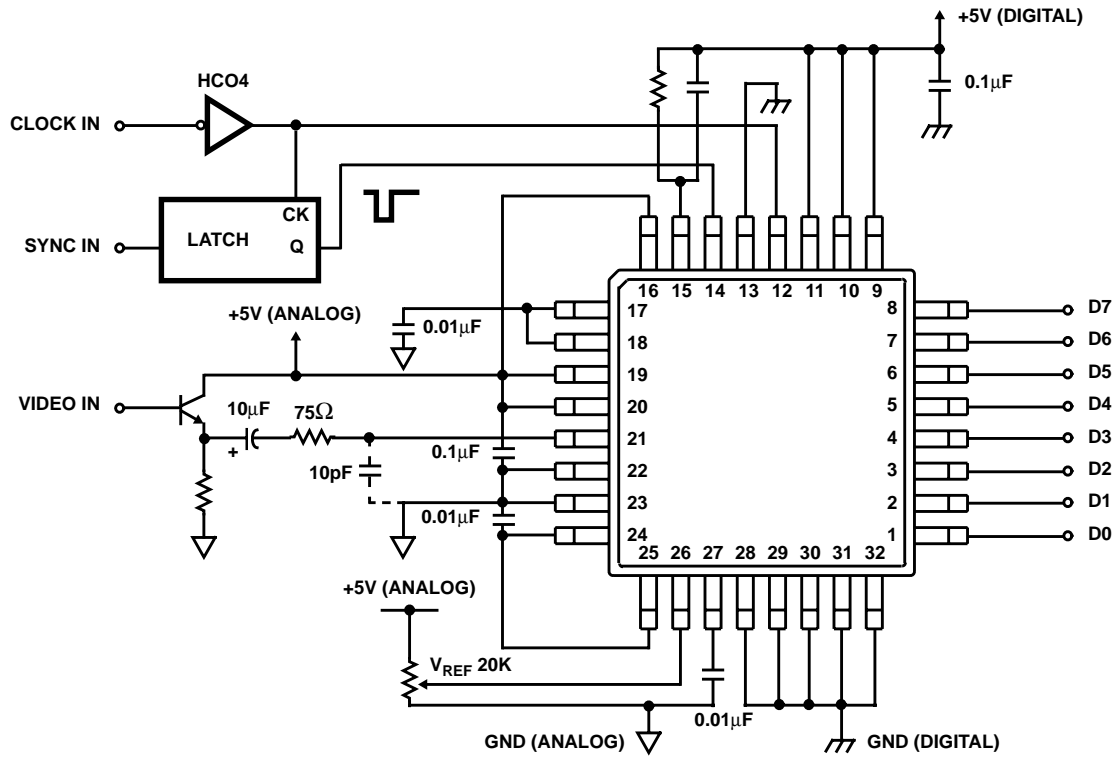 +5V (DIGITAL)
HCO4
0.1µF
CLOCK IN
CK
LATCH
Q
SYNC IN
16 15 14 13 12 11 10 9
+5V (ANALOG)
17
8
D7
0.01µF
18
7
D6
19
6
D5
VIDEO IN
10µF
75Ω
20
5
D4
+
21
4
D3
0.1µF
10pF
22
3
D2
23
2
D1
0.01µF
24
1
D0
25 26 27 28 29 30 31 32
+5V (ANALOG)
VREF 20K
0.01µF
GND (ANALOG)
GND (DIGITAL)